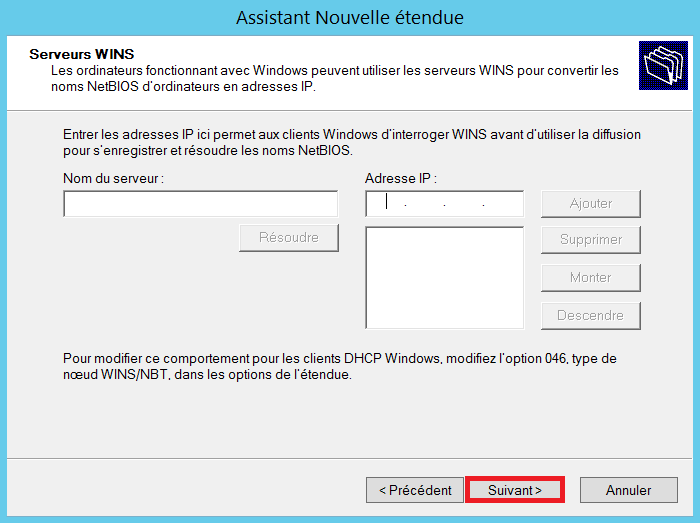 Assistant Nouvelle étendue
Serveurs WINS
Les ordinateurs fonctionnant avec Windows peuvent utiliser les serveurs WINS pour convertir les
noms NetBIOS d'ordinateurs en adresses IP.
Entrer les adresses IP ici permet aux clients Windows d'interroger WINS avant d'utiliser la diffusion
pour s'enregistrer et résoudre les noms NetBIOS.
Nom du serveur :
Adresse IP :
Ajouter
Résoudre
Supprimer
Monter
Descendre
Pour modifier ce comportement pour les clients DHCP Windows, modifiez l'option 046, type de
nœud WINS/NBT, dans les options de l'étendue.
< Précédent
Suivant >
Annuler